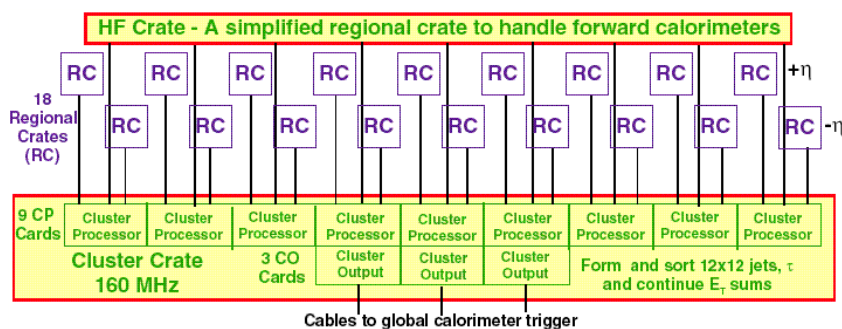 HF Crate - A simplified regional crate to handle forward calorimeters
RC RC RC RC RC RC RC RC RC +η
18
Regional
Crates
(RC)
RC RC RC RC RC RC RC RC RC -η
9 CP
Cards
Cluster
Processor
Cluster
Processor
Cluster
Processor
Cluster
Processor
Cluster
Processor
Cluster
Processor
Cluster
Processor
Cluster
Processor
Cluster
Processor
Cluster Crate
160 MHz
3 CO
Cards
Cluster
Output
Cluster
Output
Cluster
Output
Form and sort 12x12 jets, τ
and continue E_T sums
Cables to global calorimeter trigger